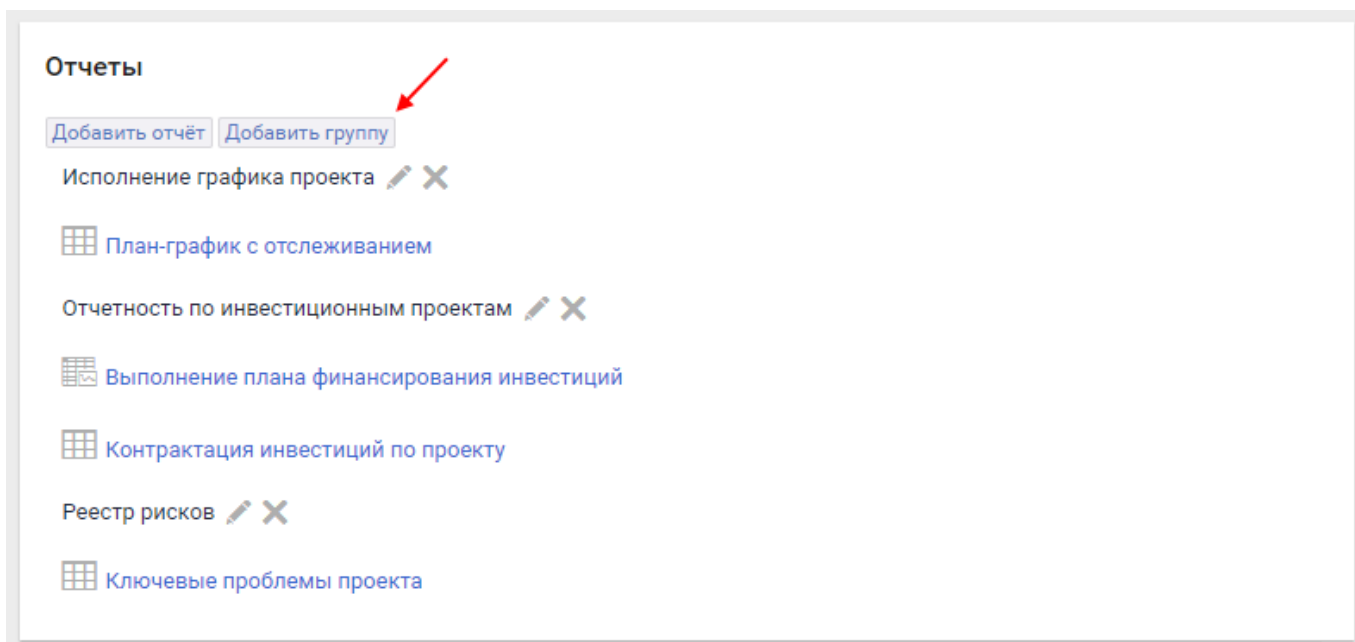 Отчеты
Добавить отчёт Добавить группу
Исполнение графика проекта
План-график с отслеживанием
Отчетность по инвестиционным проектам
Выполнение плана финансирования инвестиций
Контрактация инвестиций по проекту
Реестр рисков
Ключевые проблемы проекта